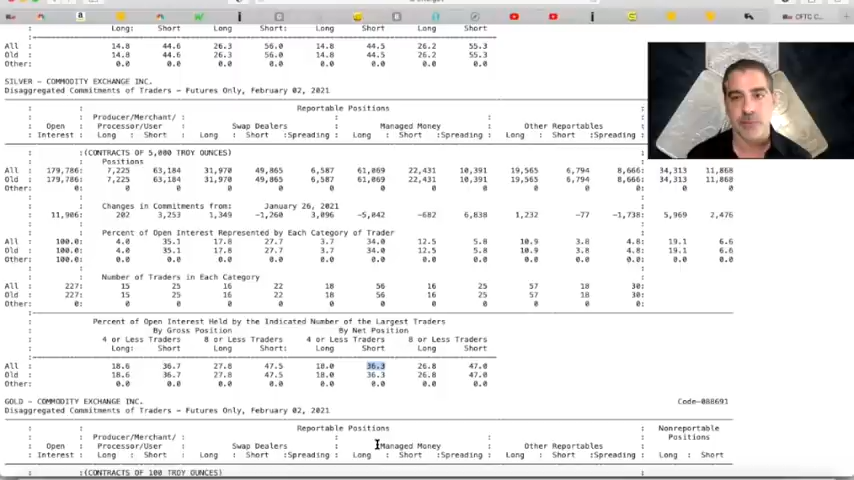 CFTC C...
Long: Short Long Short: Long Short Long Short
All : 14.8 44.6 26.3 56.0 14.8 44.5 26.2 55.3
Old : 14.8 44.6 26.3 56.0 14.8 44.5 26.2 55.3
Other: 0.0 0.0 0.0 0.0 0.0 0.0 0.0 0.0
SILVER - COMMODITY EXCHANGE INC.
Disaggregated Commitments of Traders - Futures Only, February 02, 2021
: : Reportable Positions :
: : Producer/Merchant/ : : : :
: Open : Processor/User : Swap Dealers : Managed Money : Other Reportables :
: Interest : Long : Short : Long : Short :Spreading : Long : Short :Spreading : Long : Short :Spreading :
: :(CONTRACTS OF 5,000 TROY OUNCES) :
: : Positions :
All : 179,786: 7,225 63,184 31,970 49,865 6,587 61,069 22,431 10,391 19,565 6,794 8,666: 34,313 11,868
Old : 179,786: 7,225 63,184 31,970 49,865 6,587 61,069 22,431 10,391 19,565 6,794 8,666: 34,313 11,868
Other: 0: 0 0 0 0 0 0 0 0 0 0 0: 0 0
: : Changes in Commitments from: January 26, 2021 :
: 11,906: 202 3,253 1,349 -1,260 3,096 -5,042 -682 6,838 1,232 -77 -1,738: 5,969 2,476
: : Percent of Open Interest Represented by Each Category of Trader :
All : 100.0: 4.0 35.1 17.8 27.7 3.7 34.0 12.5 5.8 10.9 3.8 4.8: 19.1 6.6
Old : 100.0: 4.0 35.1 17.8 27.7 3.7 34.0 12.5 5.8 10.9 3.8 4.8: 19.1 6.6
Other: 0.0: 0.0 0.0 0.0 0.0 0.0 0.0 0.0 0.0 0.0 0.0 0.0: 0.0 0.0
: : Number of Traders in Each Category :
All : 227: 15 25 16 22 18 56 16 25 57 18 30:
Old : 227: 15 25 16 22 18 56 16 25 57 18 30:
Other: 0: 0 0 0 0 0 0 0 0 0 0 0:
: Percent of Open Interest Held by the Indicated Number of the Largest Traders
: By Gross Position By Net Position
: 4 or Less Traders 8 or Less Traders 4 or Less Traders 8 or Less Traders
: Long: Short Long Short: Long Short Long Short
All : 18.6 36.7 27.8 47.5 18.0 36.3 26.8 47.0
Old : 18.6 36.7 27.8 47.5 18.0 36.3 26.8 47.0
Other: 0.0 0.0 0.0 0.0 0.0 0.0 0.0 0.0
GOLD - COMMODITY EXCHANGE INC. Code-088691
Disaggregated Commitments of Traders - Futures Only, February 02, 2021
: : Reportable Positions : Nonreportable
: : Producer/Merchant/ : : : : Positions
: Open : Processor/User : Swap Dealers : Managed Money : Other Reportables :
: Interest : Long : Short : Long : Short :Spreading : Long : Short :Spreading : Long : Short :Spreading : Long : Short
: :(CONTRACTS OF 100 TROY OUNCES) :